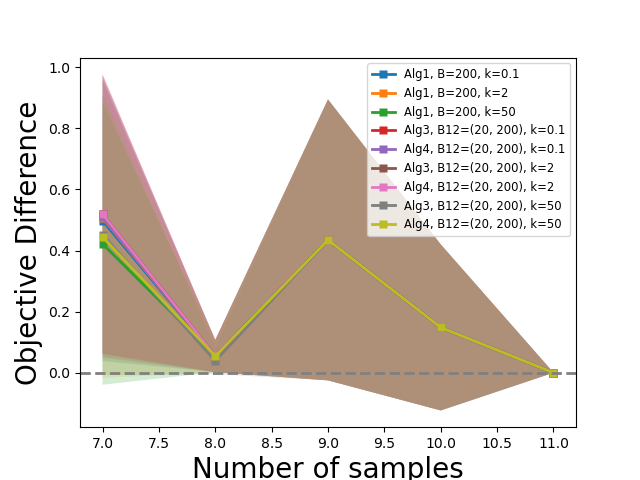 1.0
0.8
0.6
0.4
0.2
0.0
Objective Difference
Alg1, B=200, k=0.1
Alg1, B=200, k=2
Alg1, B=200, k=50
Alg3, B12=(20, 200), k=0.1
Alg4, B12=(20, 200), k=0.1
Alg3, B12=(20, 200), k=2
Alg4, B12=(20, 200), k=2
Alg3, B12=(20, 200), k=50
Alg4, B12=(20, 200), k=50
7.0 7.5 8.0 8.5 9.0 9.5 10.0 10.5 11.0
Number of samples